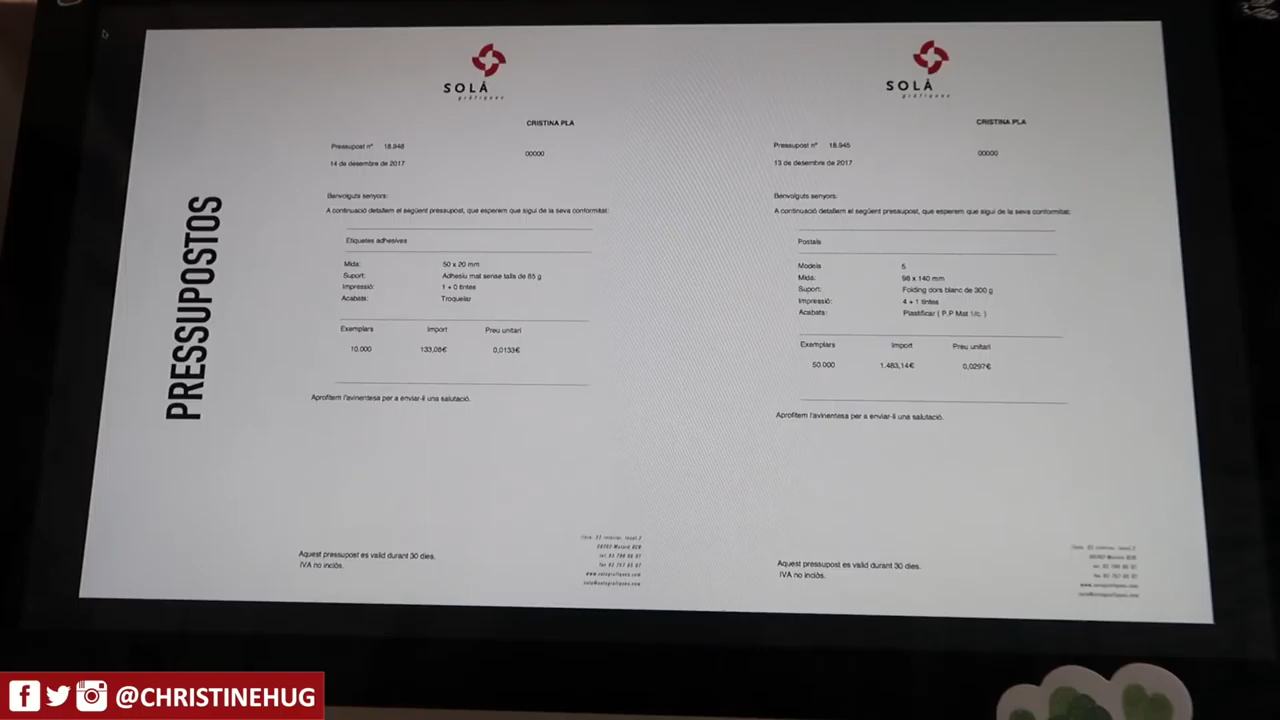 PRESSUPOSTOS
SOLÀ
gràfiques
CRISTINA PLA
Pressupost nº 18.948
00000
14 de desembre de 2017
Benvolguts senyors:
A continuació detallem el següent pressupost, que esperem que sigui de la seva conformitat:
Etiquetes adhesives
Mida: 50 x 20 mm
Suport: Adhesiu mat sense talls de 85 g
Impressió: 1 + 0 tintes
Acabats: Troquelar
Exemplars Import Preu unitari
10.000 133,08€ 0,0133€
Aprofitem l'avinentesa per a enviar-li una salutació.
Aquest pressupost es valid durant 30 dies.
IVA no inclòs.
SOLÀ
gràfiques
CRISTINA PLA
Pressupost nº 18.945
00000
13 de desembre de 2017
Benvolguts senyors:
A continuació detallem el següent pressupost, que esperem que sigui de la seva conformitat:
Postals
Models 5
Mida: 98 x 140 mm
Suport: Folding dors blanc de 300 g
Impressió: 4 + 1 tintes
Acabats: Plastificar ( P.P Mat 1/c. )
Exemplars Import Preu unitari
50.000 1.483,14€ 0,0297€
Aprofitem l'avinentesa per a enviar-li una salutació.
Aquest pressupost es valid durant 30 dies.
IVA no inclòs.
@CHRISTINEHUG